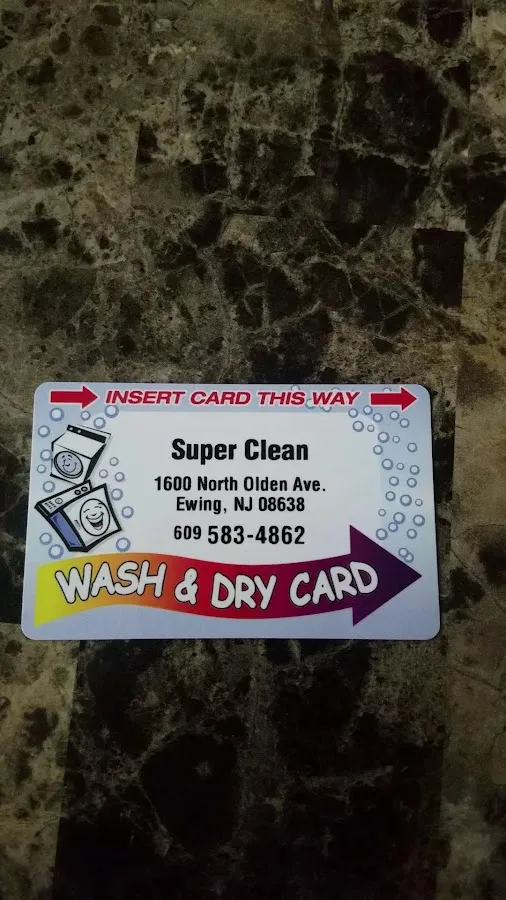 INSERT CARD THIS WAY
Super Clean
1600 North Olden Ave.
Ewing, NJ 08638
609 583-4862
WASH & DRY CARD